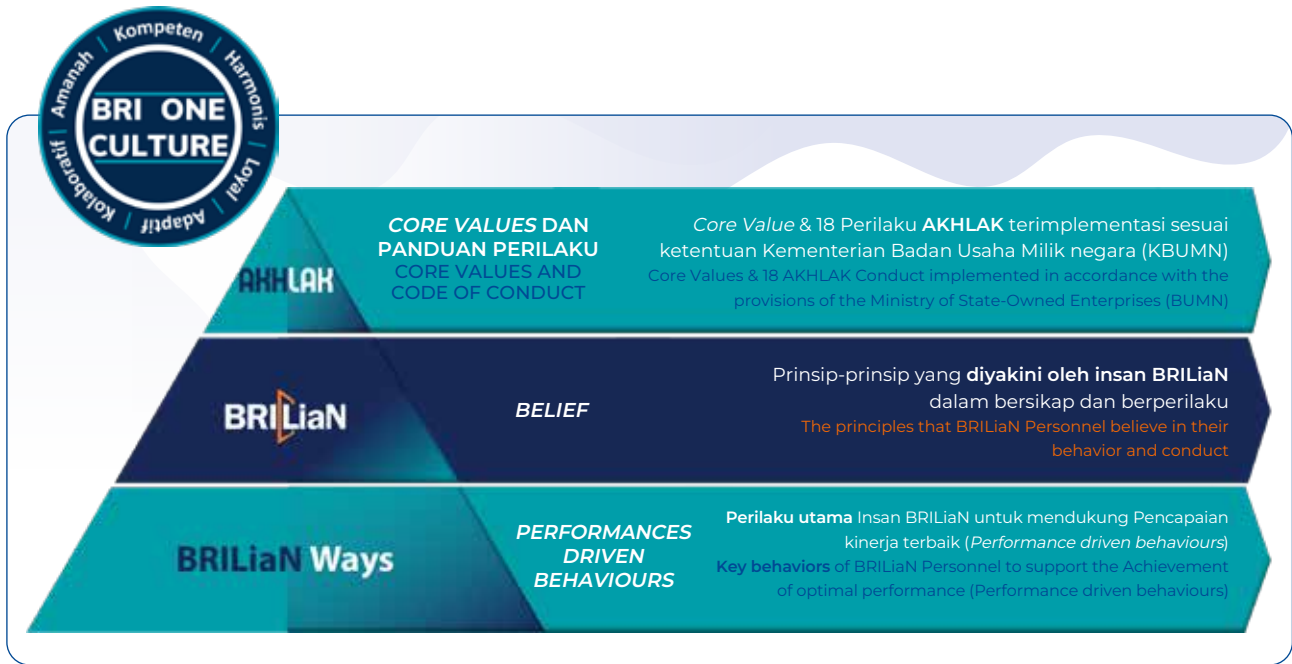 Amanah | Kompeten | Harmonis | Loyal | Adaptif | Kolaboratif |
BRI ONE
CULTURE
AKHLAK
CORE VALUES DAN
PANDUAN PERILAKU
CORE VALUES AND
CODE OF CONDUCT
Core Value & 18 Perilaku AKHLAK terimplementasi sesuai
ketentuan Kementerian Badan Usaha Milik negara (KBUMN)
Core Values & 18 AKHLAK Conduct implemented in accordance with the
provisions of the Ministry of State-Owned Enterprises (BUMN)
BRILiaN
BELIEF
Prinsip-prinsip yang diyakini oleh insan BRILiaN
dalam bersikap dan berperilaku
The principles that BRILiaN Personnel believe in their
behavior and conduct
BRILiaN Ways
PERFORMANCES
DRIVEN
BEHAVIOURS
Perilaku utama Insan BRILiaN untuk mendukung Pencapaian
kinerja terbaik (Performance driven behaviours)
Key behaviors of BRILiaN Personnel to support the Achievement
of optimal performance (Performance driven behaviours)